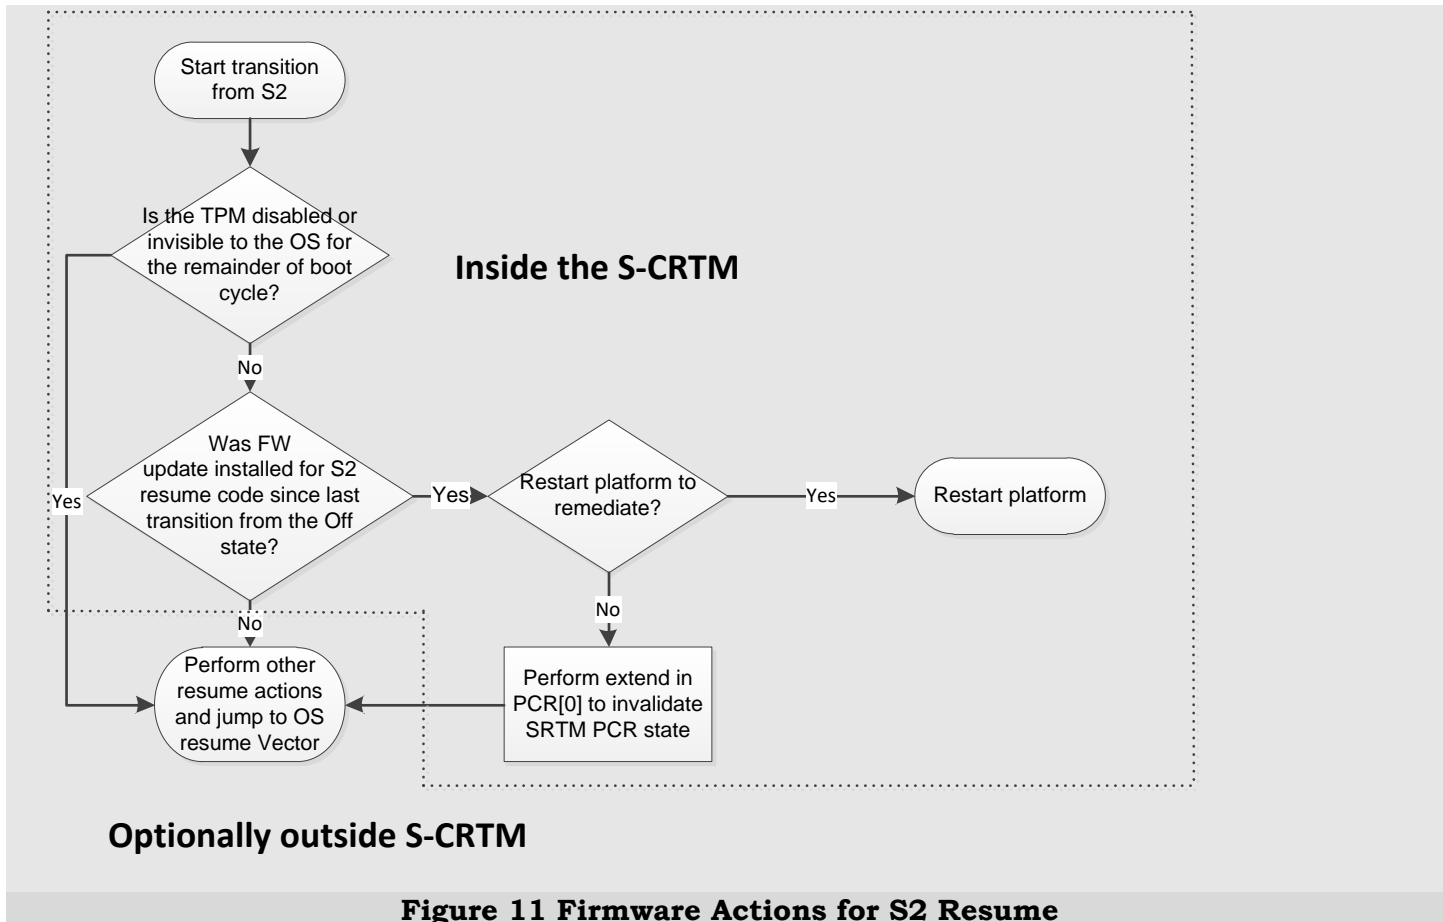 Start transition
from S2
Is the TPM disabled or
invisible to the OS for
the remainder of boot
cycle?
Inside the S-CRTM
No
Was FW
update installed for S2
resume code since last
transition from the Off
state?
Yes
Yes
Restart platform to
remediate?
Yes
Restart platform
No
No
Perform other
resume actions
and jump to OS
resume Vector
Perform extend in
PCR[0] to invalidate
SRTM PCR state
Optionally outside S-CRTM
Figure 11 Firmware Actions for S2 Resume